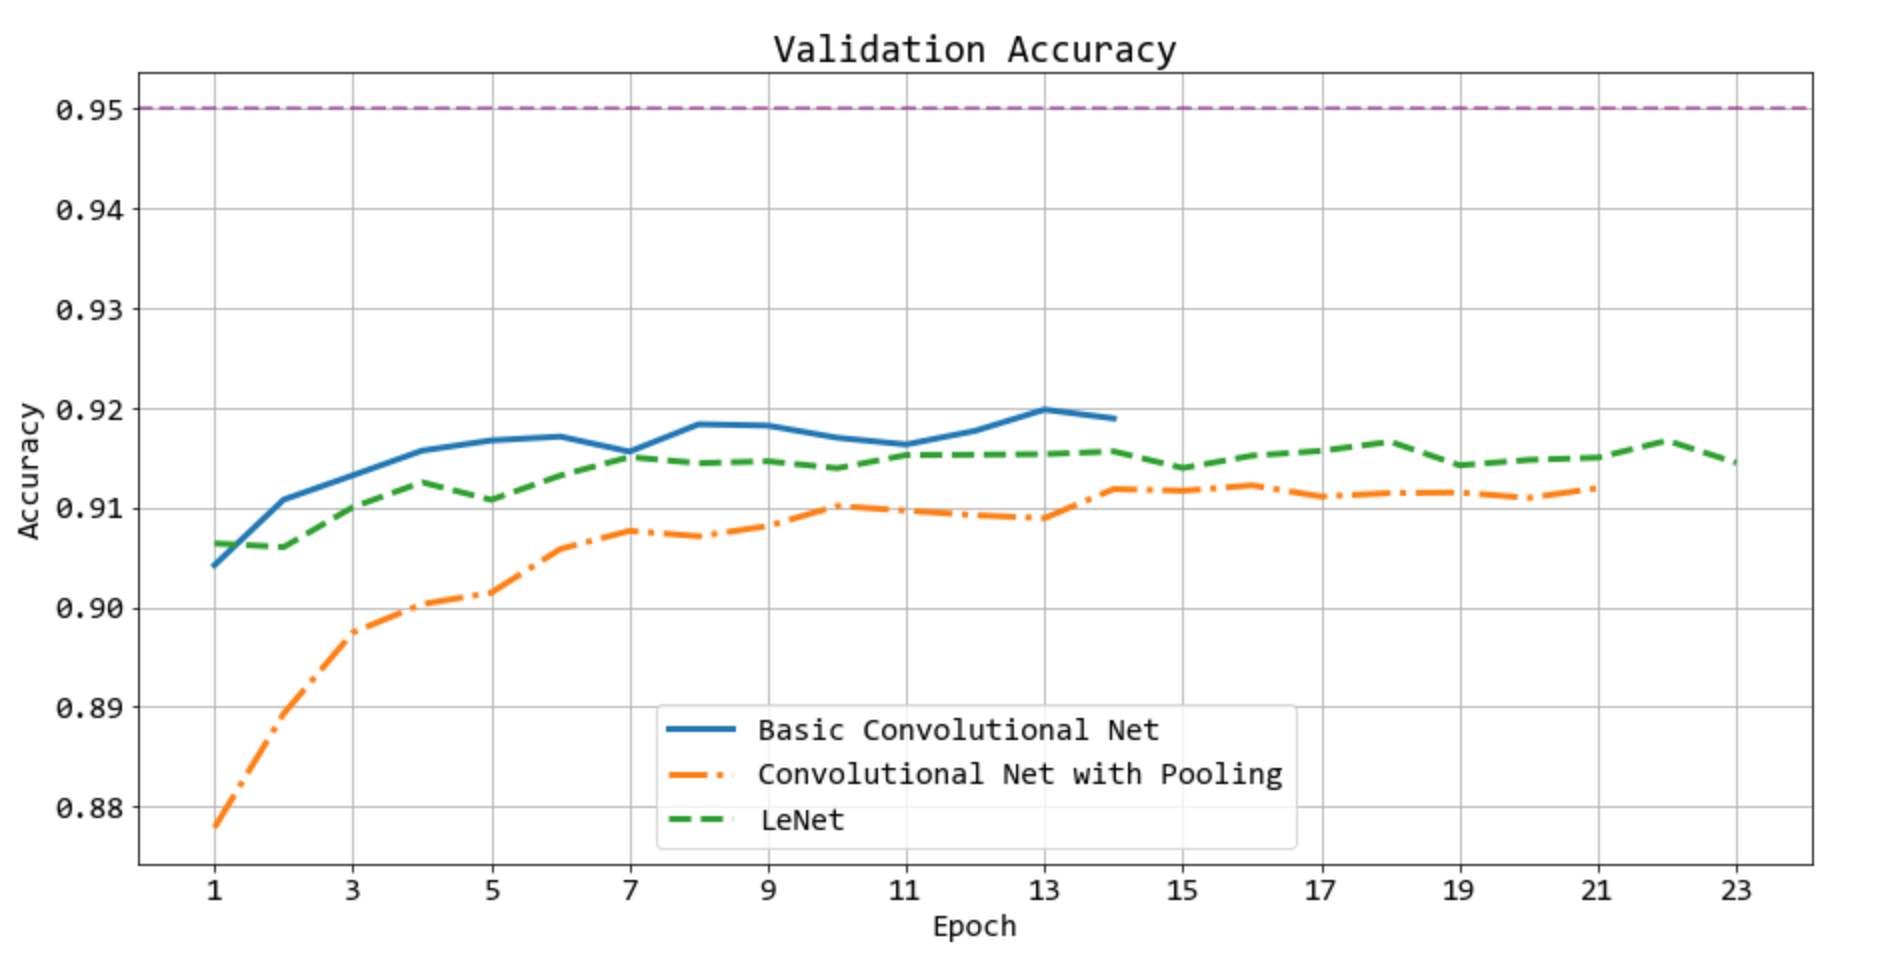 Validation Accuracy
0.95
0.94
0.93
0.92
0.91
0.90
0.89
0.88
Accuracy
Basic Convolutional Net
Convolutional Net with Pooling
LeNet
1 3 5 7 9 11 13 15 17 19 21 23
Epoch